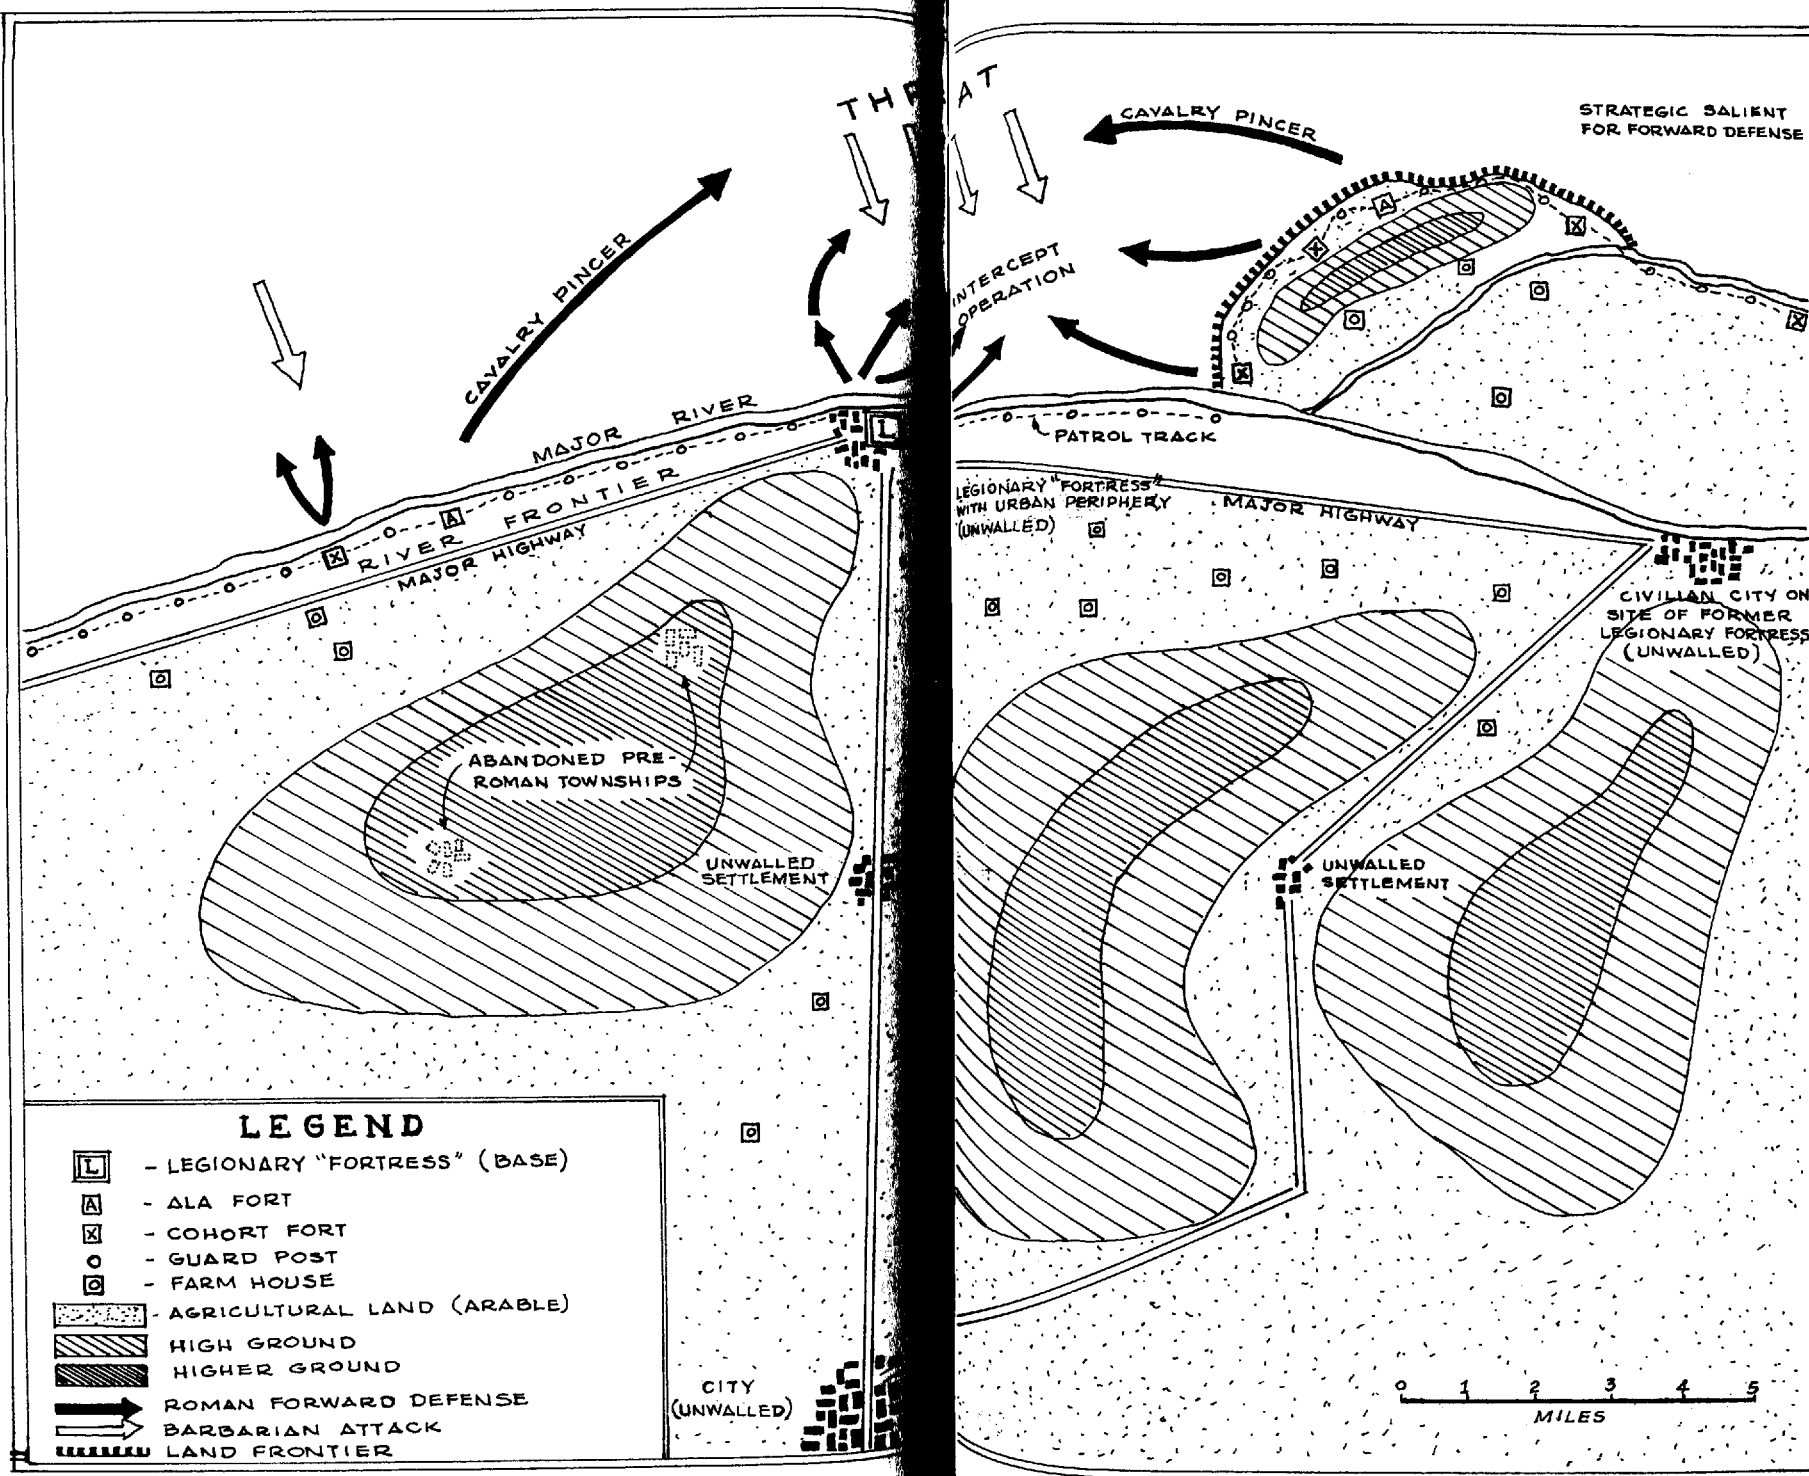 THREAT
CAVALRY PINCER
STRATEGIC SALIENT
FOR FORWARD DEFENSE
CAVALRY PINCER
INTERCEPT
OPERATION
A
X
X
X
X
MAJOR RIVER
L
PATROL TRACK
A
X
RIVER FRONTIER
MAJOR HIGHWAY
LEGIONARY "FORTRESS"
WITH URBAN PERIPHERY
(UNWALLED)
MAJOR HIGHWAY
CIVILIAN CITY ON
SITE OF FORMER
LEGIONARY FORTRESS
(UNWALLED)
ABANDONED PRE-
ROMAN TOWNSHIPS
UNWALLED
SETTLEMENT
UNWALLED
SETTLEMENT
LEGEND
L - LEGIONARY "FORTRESS" (BASE)
A - ALA FORT
X - COHORT FORT
- GUARD POST
- FARM HOUSE
- AGRICULTURAL LAND (ARABLE)
HIGH GROUND
HIGHER GROUND
ROMAN FORWARD DEFENSE
BARBARIAN ATTACK
LAND FRONTIER
CITY
(UNWALLED)
0 1 2 3 4 5
MILES